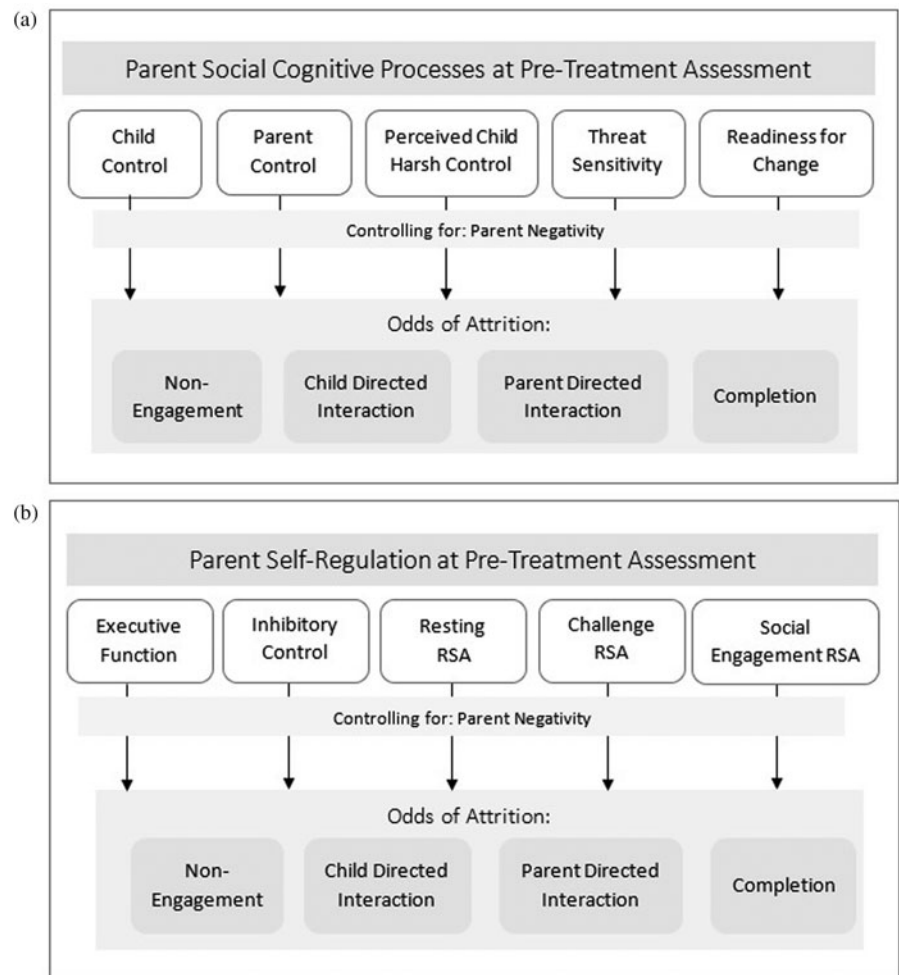 (a)
Parent Social Cognitive Processes at Pre-Treatment Assessment
Child
Control
Parent
Control
Perceived Child
Harsh Control
Threat
Sensitivity
Readiness for
Change
Controlling for: Parent Negativity
Odds of Attrition:
Non-
Engagement
Child Directed
Interaction
Parent Directed
Interaction
Completion
(b)
Parent Self-Regulation at Pre-Treatment Assessment
Executive
Function
Inhibitory
Control
Resting
RSA
Challenge
RSA
Social
Engagement RSA
Controlling for: Parent Negativity
Odds of Attrition:
Non-
Engagement
Child Directed
Interaction
Parent Directed
Interaction
Completion